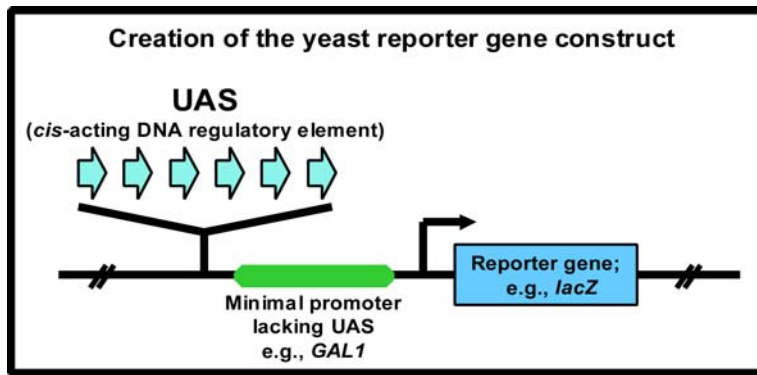 Creation of the yeast reporter gene construct
UAS
(cis-acting DNA regulatory element)
Reporter gene;
e.g., lacZ
Minimal promoter
lacking UAS
e.g., GAL1